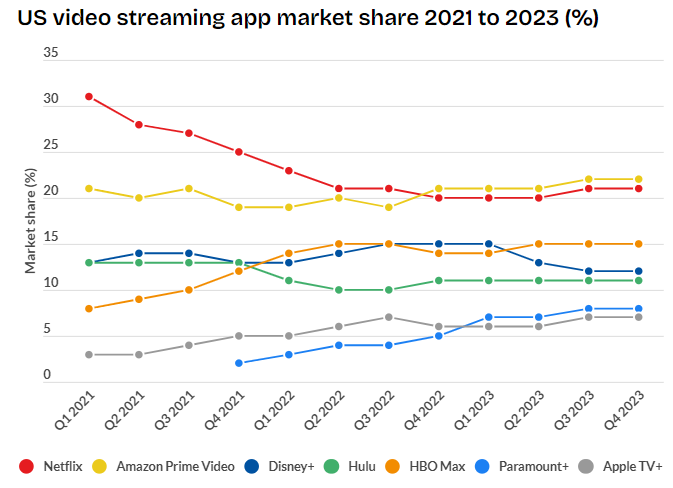 US video streaming app market share 2021 to 2023 (%)
35
30
25
20
15
10
5
0
Market share (%)
Q1 2021 Q2 2021 Q3 2021 Q4 2021 Q1 2022 Q2 2022 Q3 2022 Q4 2022 Q1 2023 Q2 2023 Q3 2023 Q4 2023
Netflix Amazon Prime Video Disney+ Hulu HBO Max Paramount+ Apple TV+